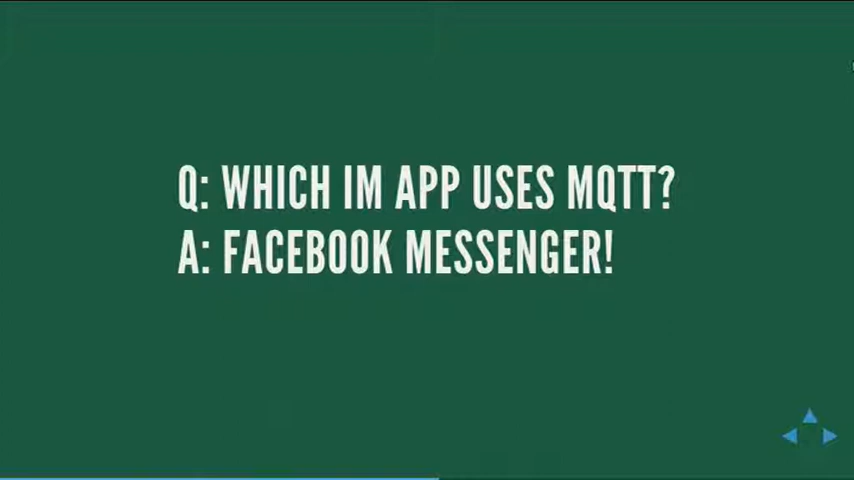 Q: WHICH IM APP USES MQTT?
A: FACEBOOK MESSENGER!